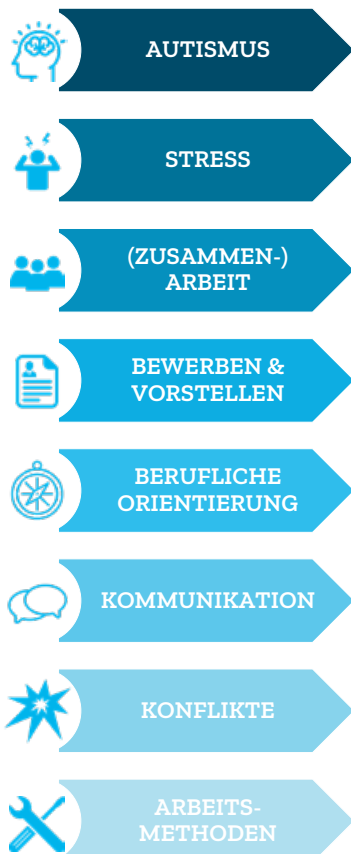 AUTISMUS
STRESS
(ZUSAMMEN-)
ARBEIT
BEWERBEN &
VORSTELLEN
BERUFLICHE
ORIENTIERUNG
KOMMUNIKATION
KONFLIKTE
ARBEITS-
METHODEN